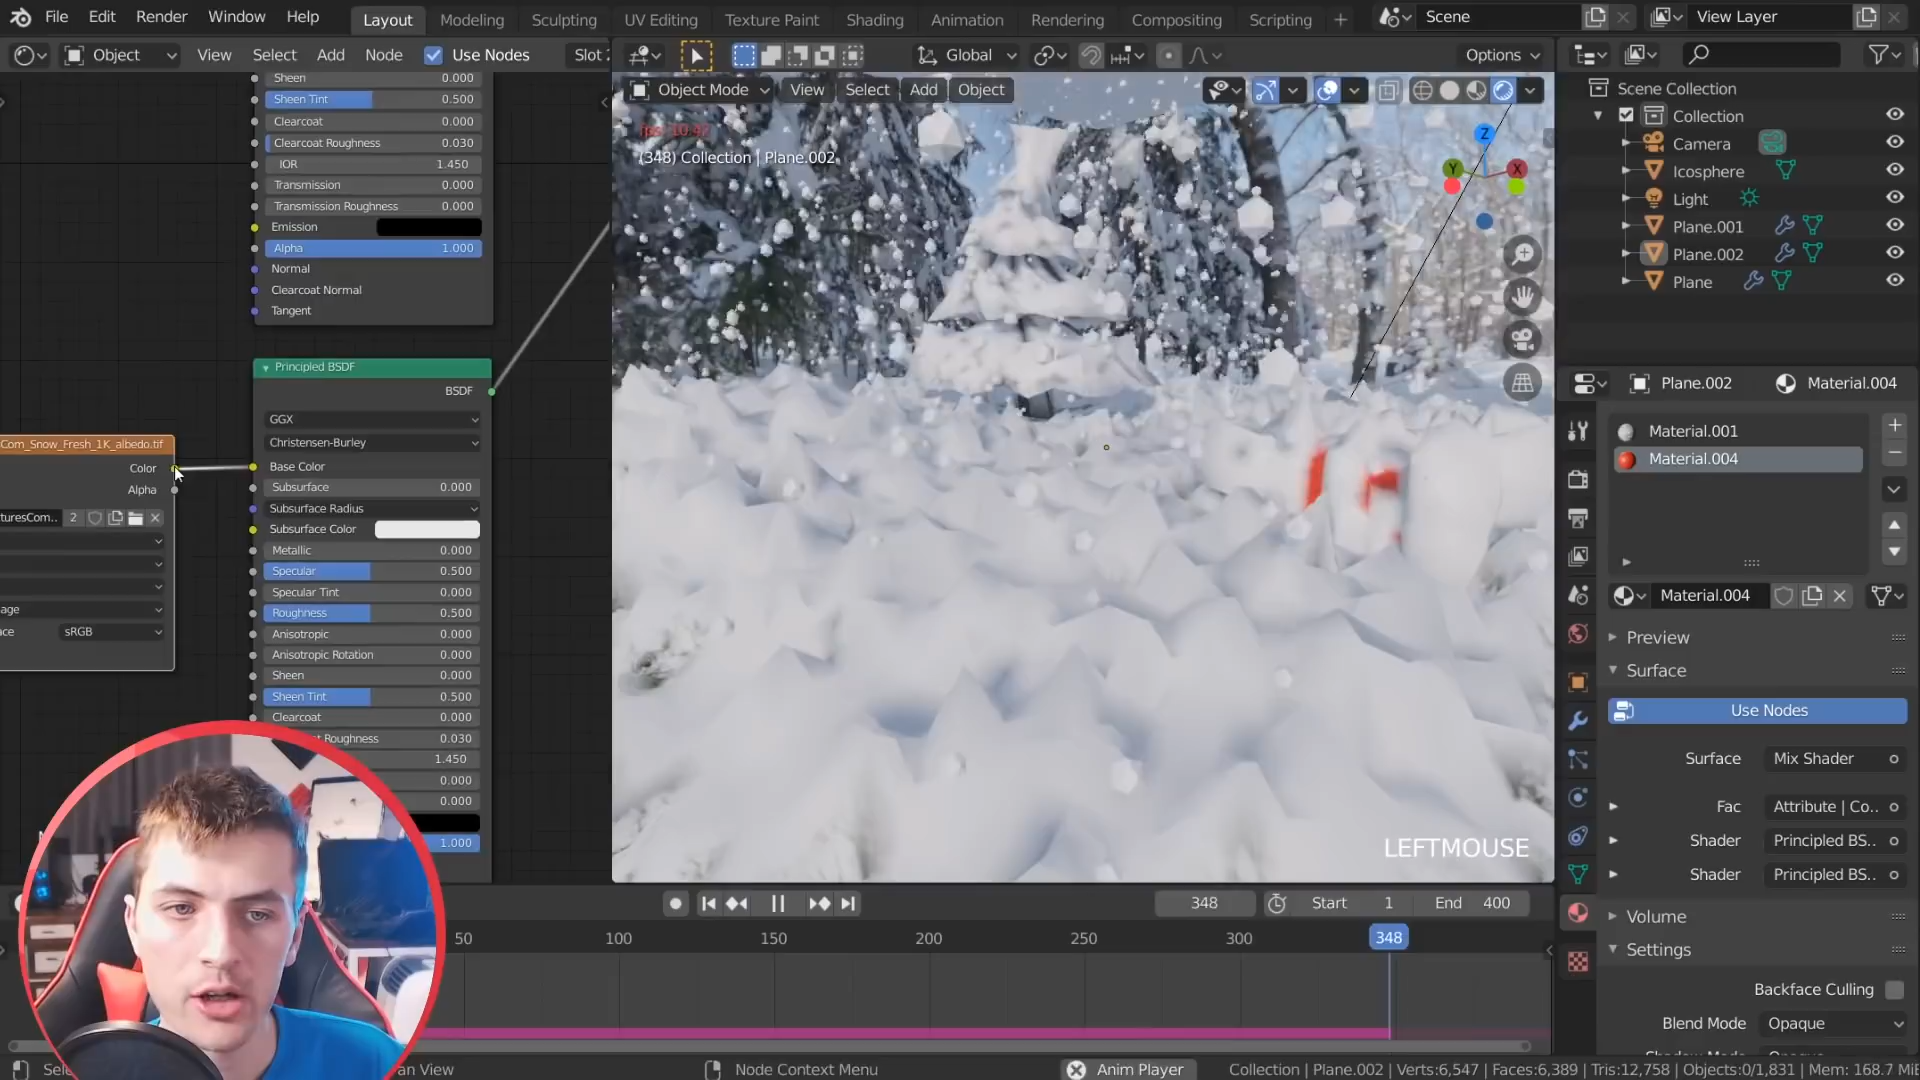 File Edit Render Window Help Layout Modeling Sculpting UV Editing Texture Paint Shading Animation Rendering Compositing Scripting + Scene View Layer
Object View Select Add Node Use Nodes Slot Global Options
Object Mode View Select Add Object
Sheen 0.000
Sheen Tint 0.500
Clearcoat 0.000
Clearcoat Roughness 0.030
IOR 1.450
Transmission 0.000
Transmission Roughness 0.000
Emission
Alpha 1.000
Normal
Clearcoat Normal
Tangent
Principled BSDF
BSDF
GGX
Christensen-Burley
Base Color
Subsurface 0.000
Subsurface Radius
Subsurface Color
Metallic 0.000
Specular 0.500
Specular Tint 0.000
Roughness 0.500
Anisotropic 0.000
Anisotropic Rotation 0.000
Sheen 0.000
Sheen Tint 0.500
Clearcoat 0.000
Roughness 0.030
1.450
0.000
0.000
1.000
Com_Snow_Fresh_1K_albedo.tif
Color
Alpha
turesCom.. 2
age
ce sRGB
fps: 10.47
(348) Collection | Plane.002
Z
Y X
LEFTMOUSE
Scene Collection
Collection
Camera
Icosphere
Light
Plane.001
Plane.002
Plane
Plane.002 Material.004
Material.001
Material.004
Material.004
Preview
Surface
Use Nodes
Surface Mix Shader
Fac Attribute | Co..
Shader Principled BS..
Shader Principled BS..
Volume
Settings
Backface Culling
Blend Mode Opaque
348 Start 1 End 400
50 100 150 200 250 300 348
an View Node Context Menu Anim Player Collection | Plane.002 | Verts:6,547 | Faces:6,389 | Tris:12,758 | Objects:0/1,831 | Mem: 168.7 MiB